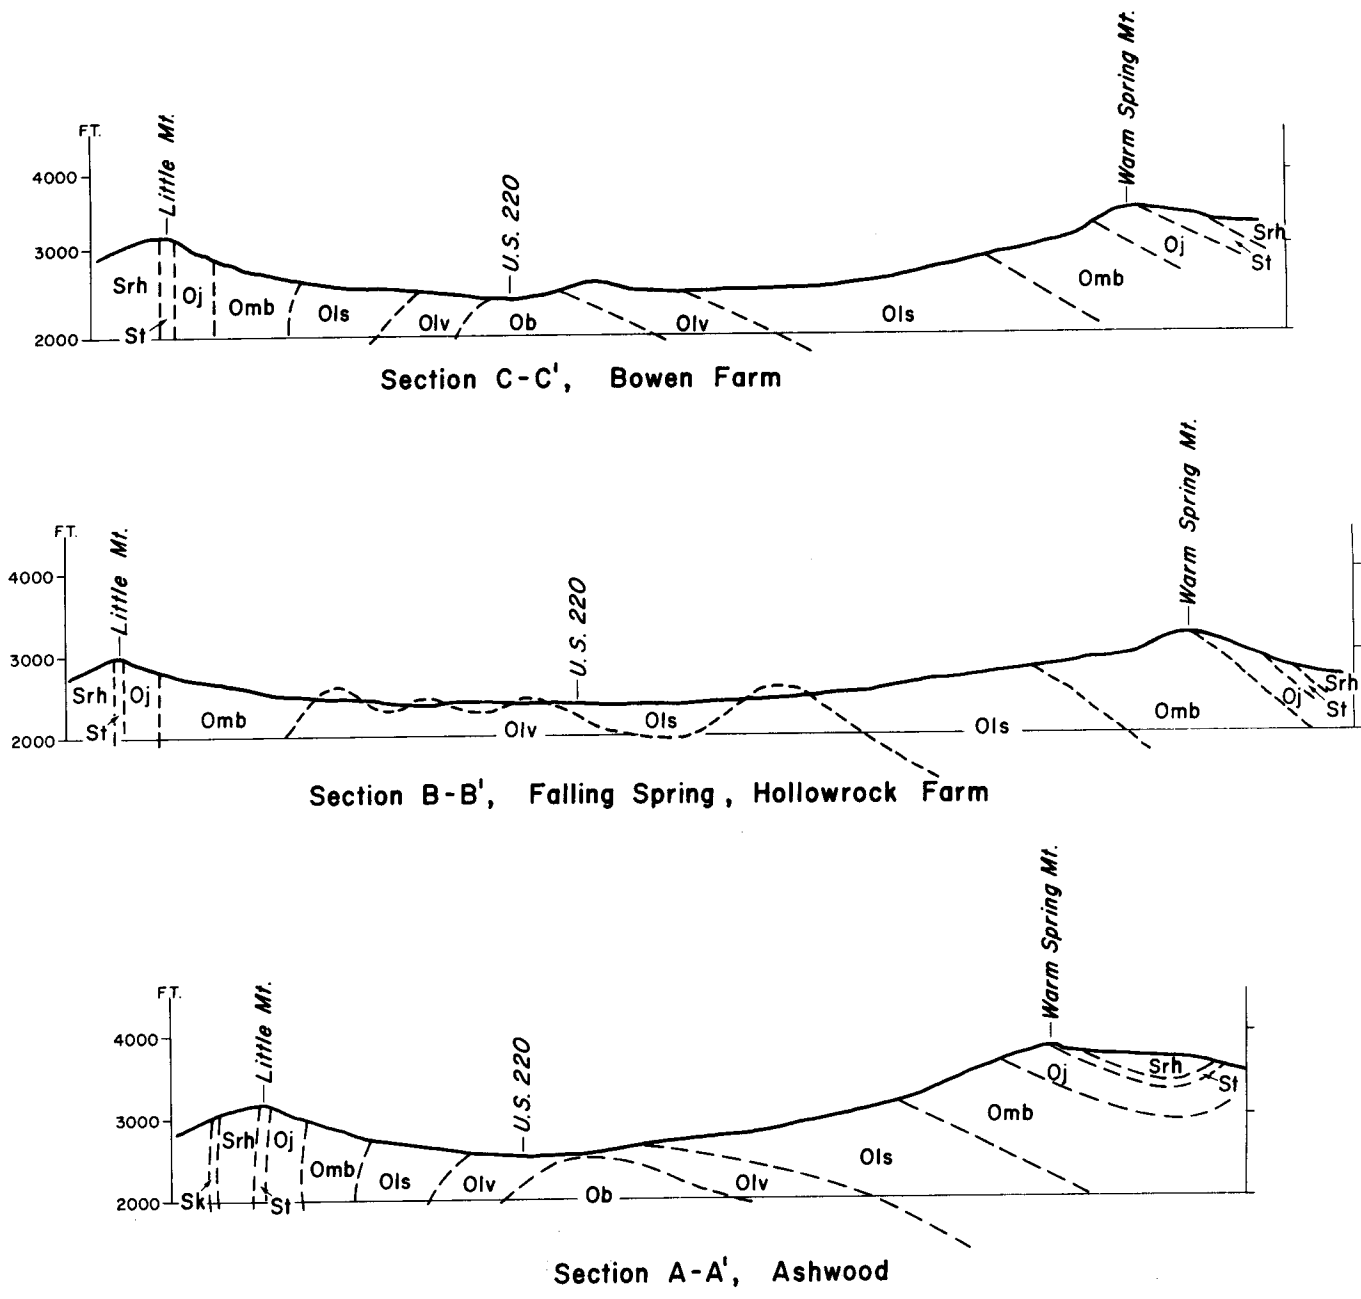 Warm Spring Mt.
Little Mt.
U.S. 220
FT.
4000
3000
2000
Srh
St
Oj
Omb
Ols
Olv
Ob
Olv
Ols
Omb
Oj
Srh
St
Section C-C', Bowen Farm
Warm Spring Mt.
Little Mt.
U.S. 220
FT.
4000
3000
2000
Srh
St
Oj
Omb
Olv
Ols
Ols
Omb
Oj
Srh
St
Section B-B', Falling Spring, Hollowrock Farm
Warm Spring Mt.
Little Mt.
U.S. 220
FT.
4000
3000
2000
Sk
Srh
St
Oj
Omb
Ols
Olv
Ob
Olv
Ols
Omb
Oj
Srh
St
Section A-A', Ashwood